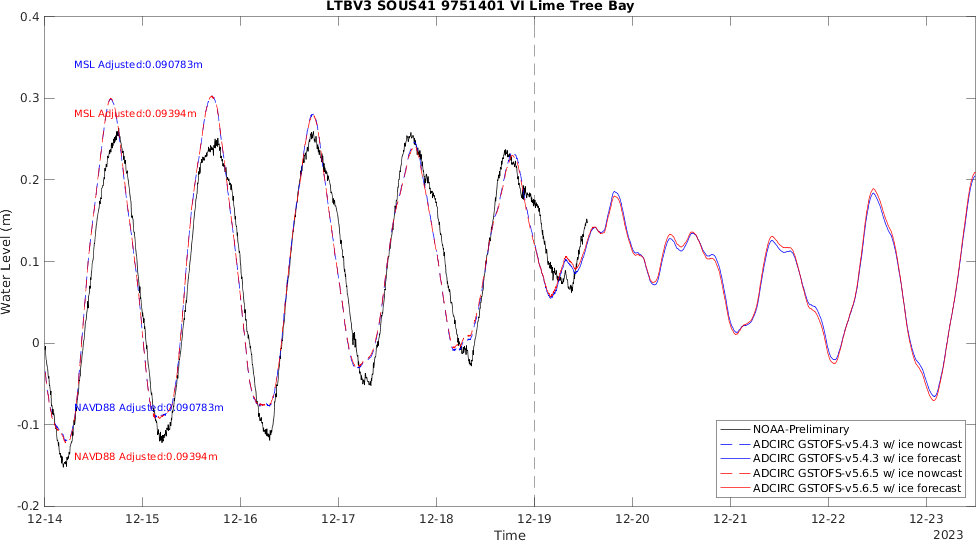 LTBV3 SOUS41 9751401 VI Lime Tree Bay
0.4
0.3
0.2
0.1
0
-0.1
-0.2
Water Level (m)
MSL Adjusted:0.090783m
MSL Adjusted:0.09394m
NAVD88 Adjusted:0.090783m
NAVD88 Adjusted:0.09394m
NOAA-Preliminary
ADCIRC GSTOFS-v5.4.3 w/ ice nowcast
ADCIRC GSTOFS-v5.4.3 w/ ice forecast
ADCIRC GSTOFS-v5.6.5 w/ ice nowcast
ADCIRC GSTOFS-v5.6.5 w/ ice forecast
12-14 12-15 12-16 12-17 12-18 12-19 12-20 12-21 12-22 12-23
Time
2023